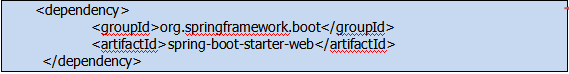 <dependency>
<groupId>org.springframework.boot</groupId>
<artifactId>spring-boot-starter-web</artifactId>
</dependency>